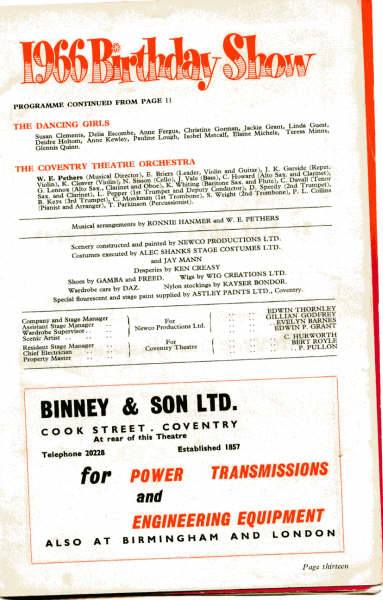 1966 Birthday Show
PROGRAMME CONTINUED FROM PAGE 11
THE DANCING GIRLS
Susan Clements, Delia Escombe, Anne Fergus, Christine Gorman, Jackie Grant, Linda Guest,
Deidre Holtom, Anne Kewley, Pauline Lough, Isobel Metcalf, Elaine Michele, Teresa Minns,
Glennis Quinn.
THE COVENTRY THEATRE ORCHESTRA
W. E. Pethers (Musical Director), E. Briers (Leader, Violin and Guitar), J. K. Garside (Repet.
Violin), K. Cleaver (Violin), N. Sisson (Cello), J. Vale (Bass), C. Howard (Alto Sax. and Clarinet),
G. Lennox (Alto Sax., Clarinet and Oboe), K. Whiting (Baritone Sax. and Flute), C. Duvall (Tenor
Sax. and Clarinet), L. Pepper (1st Trumpet and Deputy Conductor), D. Speedy (2nd Trumpet),
B. Keys (3rd Trumpet), C. Monkman (1st Trombone), S. Wright (2nd Trombone), P. L. Collins
(Pianist and Arranger), T. Parkinson (Percussionist).
Musical arrangements by RONNIE HANMER and W. E. PETHERS
Scenery constructed and painted by NEWCO PRODUCTIONS LTD.
Costumes executed by ALEC SHANKS STAGE COSTUMES LTD.
and JAY MANN
Draperies by KEN CREASY
Shoes by GAMBA and FREED. Wigs by WIG CREATIONS LTD.
Wardrobe care by DAZ. Nylon stockings by KAYSER BONDOR.
Special flourescent and stage paint supplied by ASTLEY PAINTS LTD., Coventry.
Company and Stage Manager EDWIN THORNLEY
Assistant Stage Manager .. For .. GILLIAN GODFREY
Wardrobe Supervisor .. Newco Productions Ltd. .. EVELYN BARNES
Scenic Artist .. EDWIN P. GRANT
Resident Stage Manager .. For .. C. HUBWORTH
Chief Electrician .. Coventry Theatre .. BERT ROYLE
Property Master .. P. PULLON
BINNEY & SON LTD.
COOK STREET . COVENTRY
At rear of this Theatre
Telephone 20228 Established 1857
for POWER TRANSMISSIONS
and
ENGINEERING EQUIPMENT
ALSO AT BIRMINGHAM AND LONDON
Page thirteen